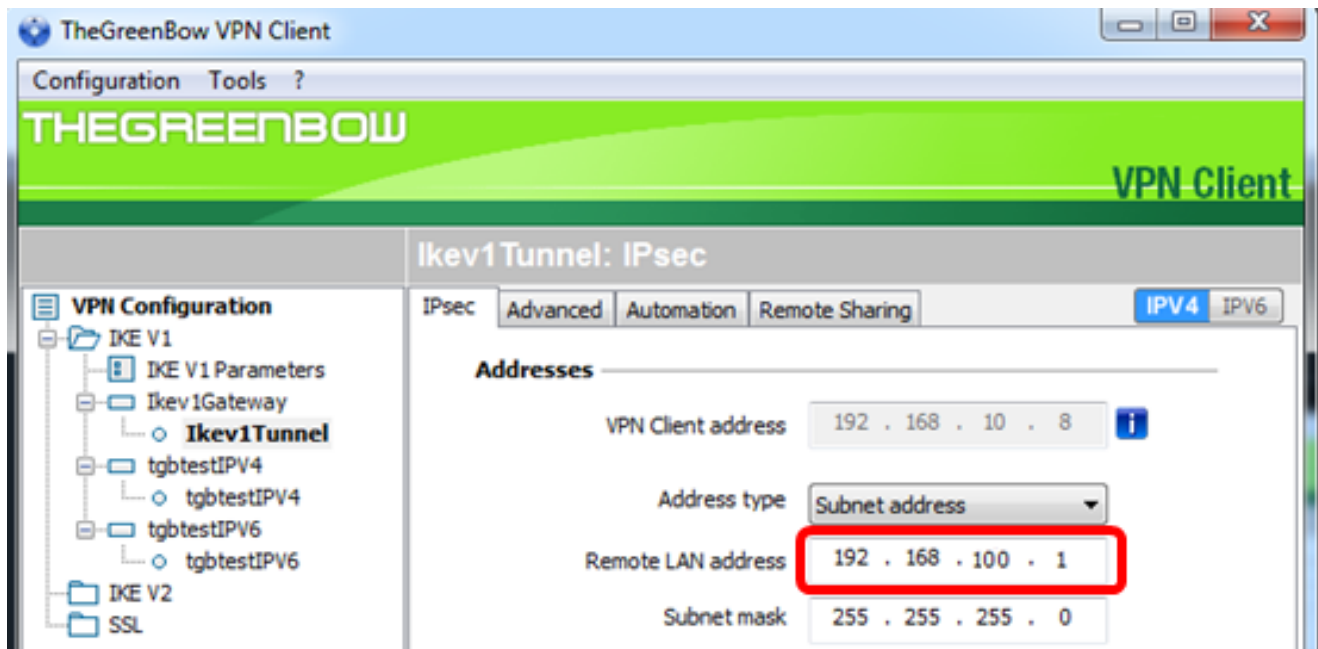 TheGreenBow VPN Client
Configuration Tools ?
THEGREENBOW
VPN Client
Ikev1Tunnel: IPsec
VPN Configuration
IKE V1
IKE V1 Parameters
Ikev1Gateway
Ikev1Tunnel
tgbtestIPV4
tgbtestIPV4
tgbtestIPV6
tgbtestIPV6
IKE V2
SSL
IPsec Advanced Automation Remote Sharing IPV4 IPV6
Addresses
VPN Client address 192 . 168 . 10 . 8 i
Address type Subnet address
Remote LAN address 192 . 168 . 100 . 1
Subnet mask 255 . 255 . 255 . 0